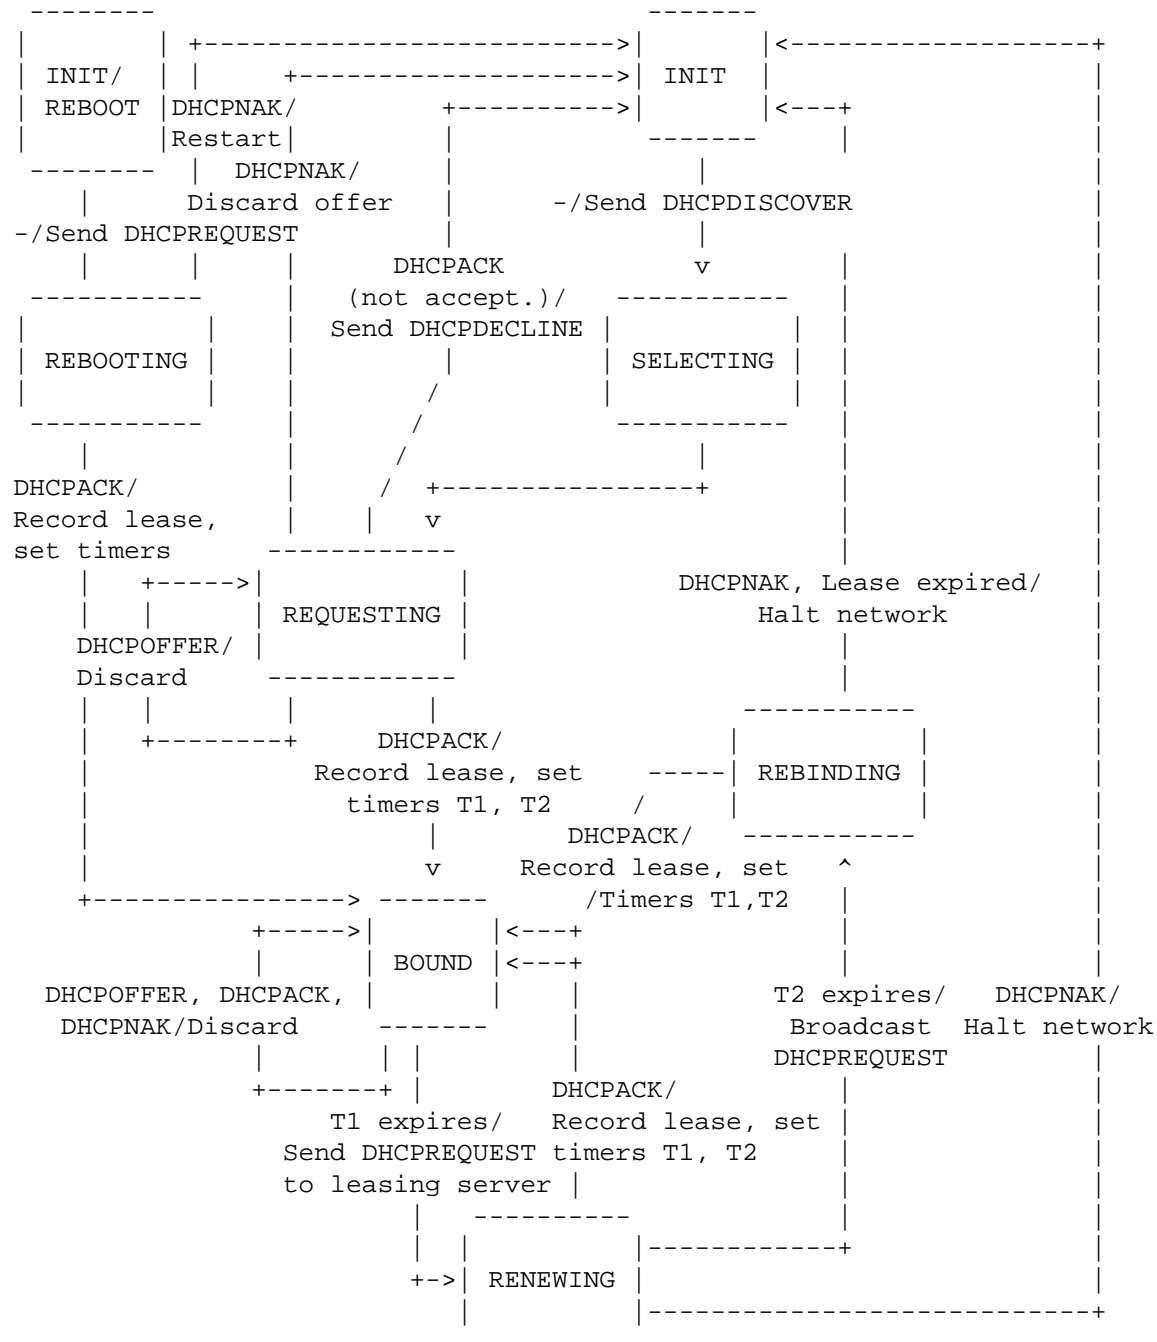 INIT/ INIT
REBOOT DHCPNAK/
Restart
DHCPNAK/
Discard offer -/Send DHCPDISCOVER
-/Send DHCPREQUEST
DHCPACK v
(not accept.)/
Send DHCPDECLINE
REBOOTING SELECTING
DHCPACK/
Record lease, v
set timers
DHCPNAK, Lease expired/
REQUESTING Halt network
DHCPOFFER/
Discard
DHCPACK/
Record lease, set REBINDING
timers T1, T2
DHCPACK/
v Record lease, set ^
/Timers T1,T2
BOUND
DHCPOFFER, DHCPACK, T2 expires/ DHCPNAK/
DHCPNAK/Discard Broadcast Halt network
DHCPREQUEST
DHCPACK/
T1 expires/ Record lease, set
Send DHCPREQUEST timers T1, T2
to leasing server
RENEWING